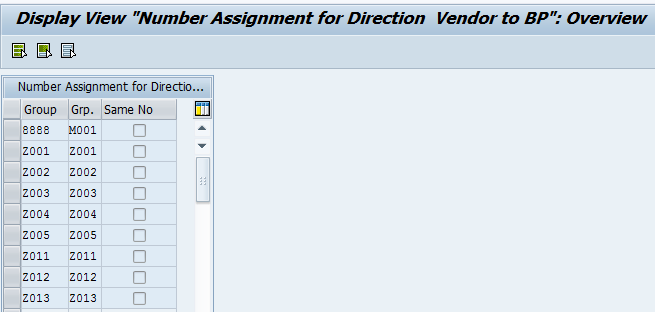 Display View "Number Assignment for Direction Vendor to BP": Overview
Number Assignment for Directio...
Group Grp. Same No
8888 M001
Z001 Z001
Z002 Z002
Z003 Z003
Z004 Z004
Z005 Z005
Z011 Z011
Z012 Z012
Z013 Z013